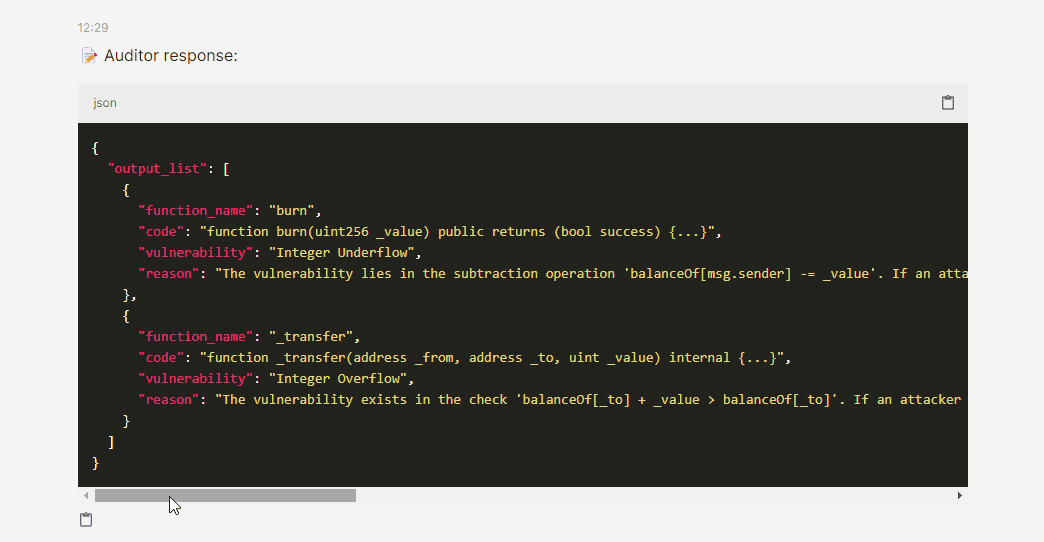 12:29
📝 Auditor response:
json
{
  "output_list": [
    {
      "function_name": "burn",
      "code": "function burn(uint256 _value) public returns (bool success) {...}",
      "vulnerability": "Integer Underflow",
      "reason": "The vulnerability lies in the subtraction operation 'balanceOf[msg.sender] -= _value'. If an atta
    },
    {
      "function_name": "_transfer",
      "code": "function _transfer(address _from, address _to, uint _value) internal {...}",
      "vulnerability": "Integer Overflow",
      "reason": "The vulnerability exists in the check 'balanceOf[_to] + _value > balanceOf[_to]'. If an attacker
    }
  ]
}